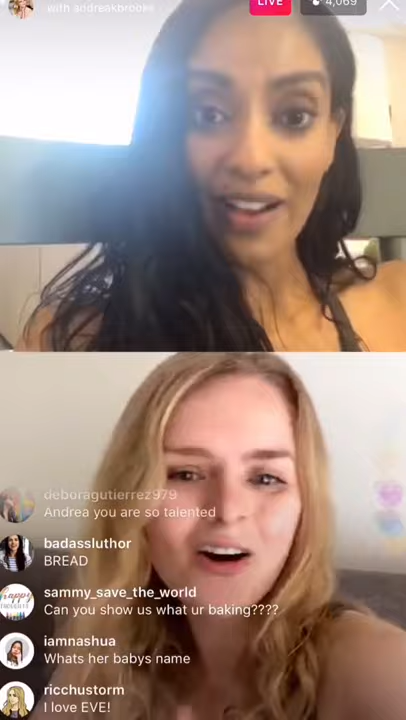 with andreakbrooks
LIVE
4,069
deboragutierrez979
Andrea you are so talented
badassluthor
BREAD
sammy_save_the_world
Can you show us what ur baking????
iamnashua
Whats her babys name
ricchustorm
I love EVE!